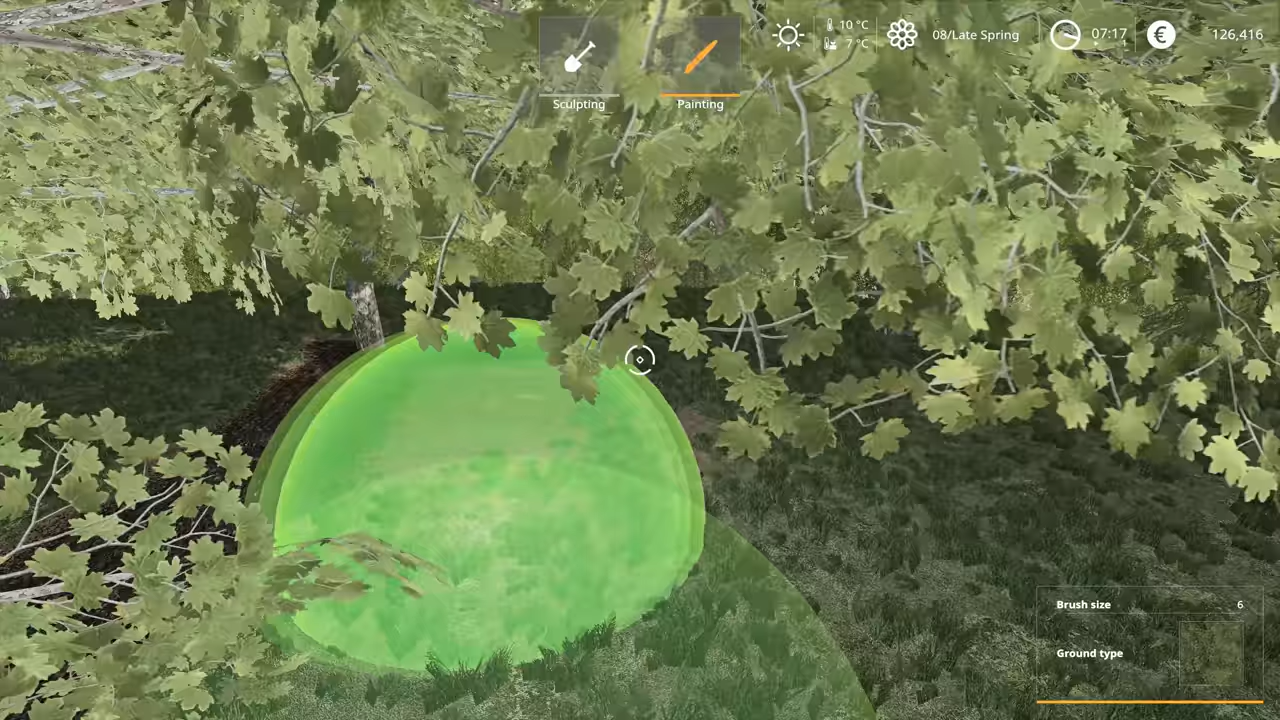 10 °C
7 °C
08/Late Spring
07:17
€
126,416
Sculpting
Painting
Brush size 6
Ground type